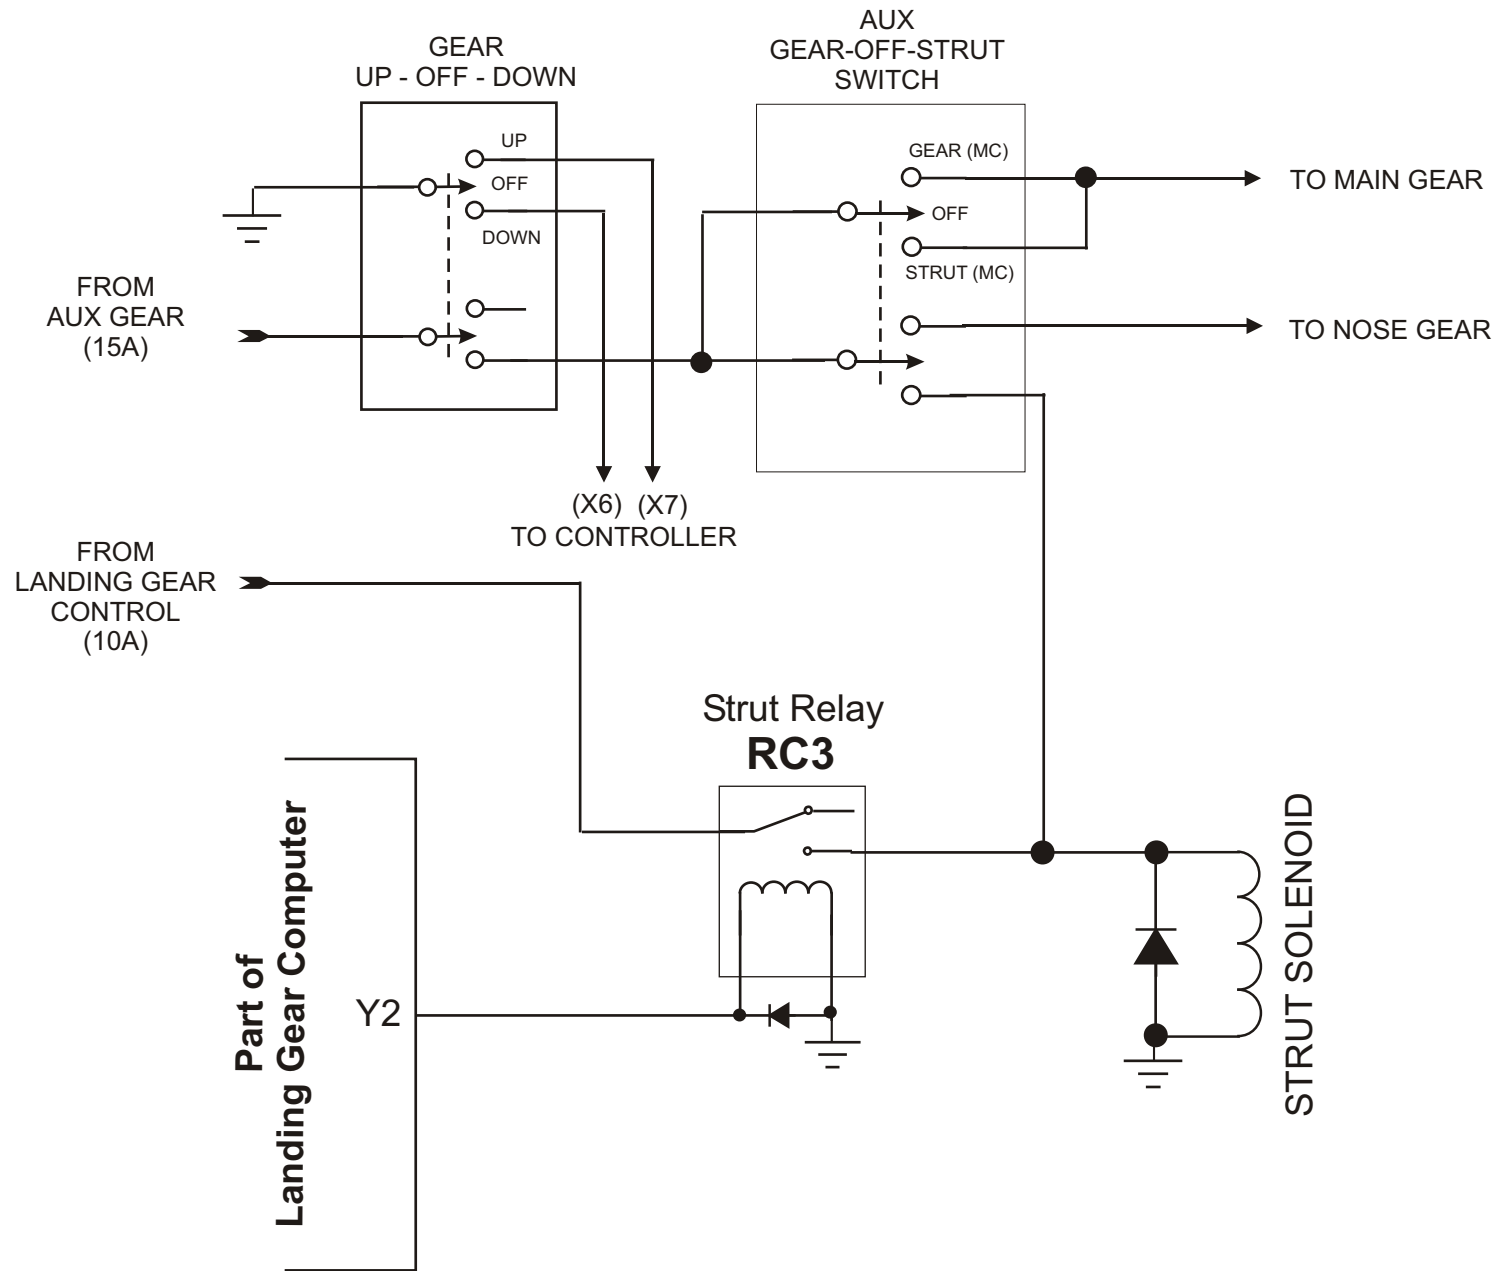 GEAR
UP - OFF - DOWN
AUX
GEAR-OFF-STRUT
SWITCH
UP
OFF
DOWN
GEAR (MC)
OFF
STRUT (MC)
TO MAIN GEAR
TO NOSE GEAR
FROM
AUX GEAR
(15A)
(X6) (X7)
TO CONTROLLER
FROM
LANDING GEAR
CONTROL
(10A)
Strut Relay
RC3
Part of
Landing Gear Computer
Y2
STRUT SOLENOID